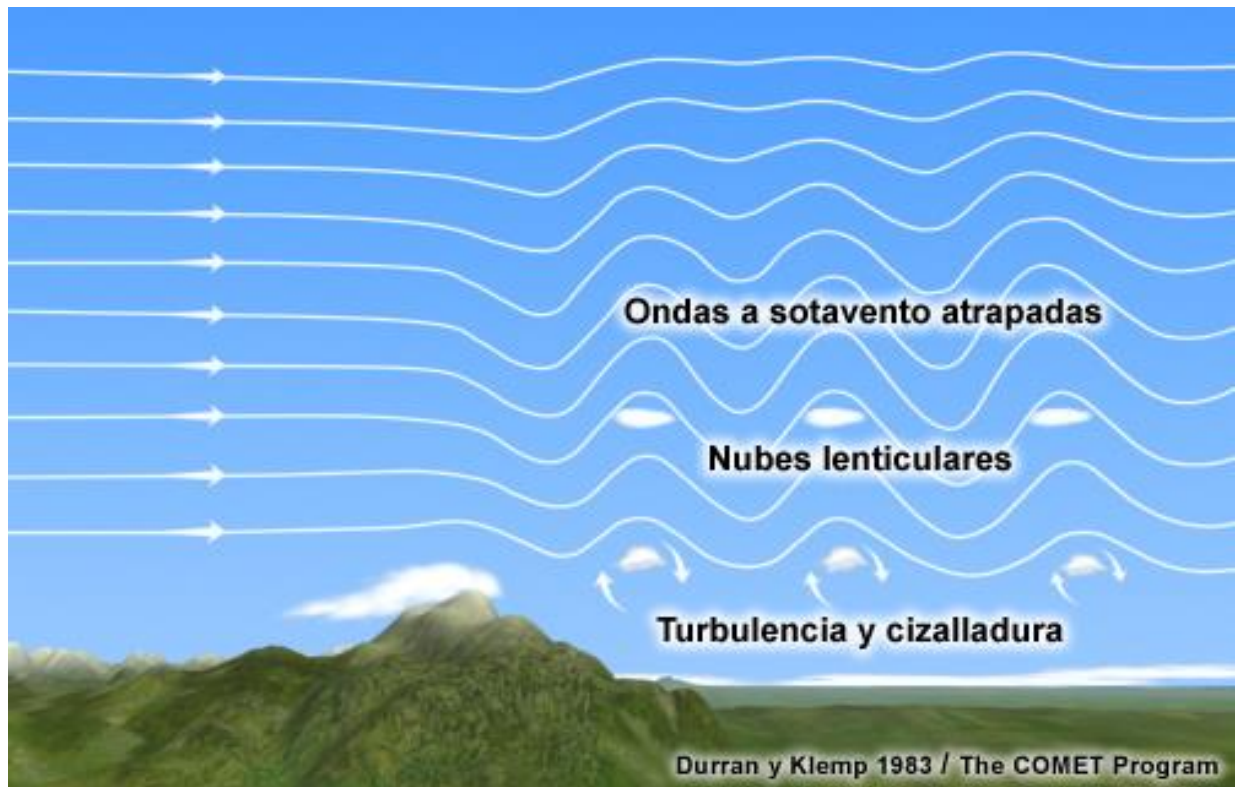 Ondas a sotavento atrapadas
Nubes lenticulares
Turbulencia y cizalladura
Durran y Klemp 1983 / The COMET Program